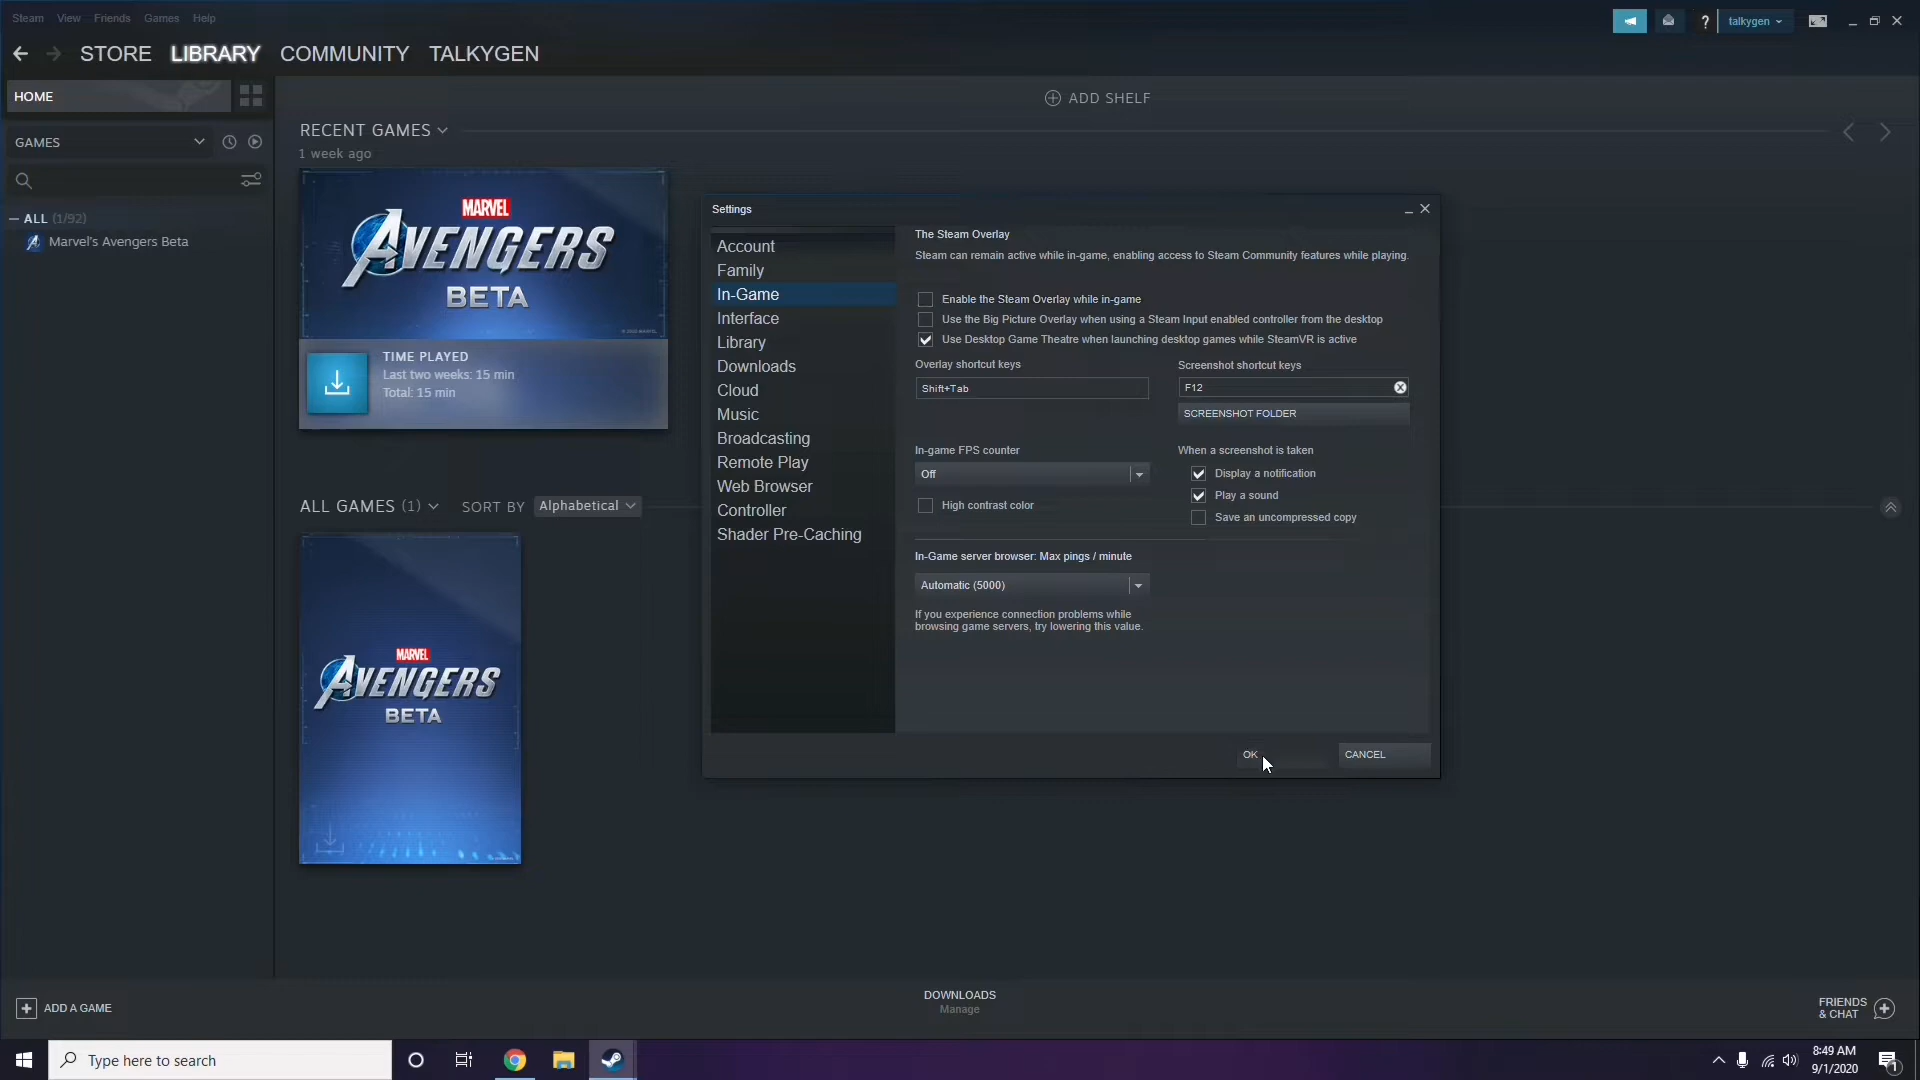 Steam View Friends Games Help
talkygen
STORE LIBRARY COMMUNITY TALKYGEN
HOME
ADD SHELF
GAMES
RECENT GAMES
1 week ago
ALL (1/92)
Marvel's Avengers Beta
MARVEL
AVENGERS
BETA
TIME PLAYED
Last two weeks: 15 min
Total: 15 min
ALL GAMES (1) SORT BY Alphabetical
MARVEL
AVENGERS
BETA
Settings
Account
Family
In-Game
Interface
Library
Downloads
Cloud
Music
Broadcasting
Remote Play
Web Browser
Controller
Shader Pre-Caching
The Steam Overlay
Steam can remain active while in-game, enabling access to Steam Community features while playing.
Enable the Steam Overlay while in-game
Use the Big Picture Overlay when using a Steam Input enabled controller from the desktop
Use Desktop Game Theatre when launching desktop games while SteamVR is active
Overlay shortcut keys
Shift+Tab
Screenshot shortcut keys
F12
SCREENSHOT FOLDER
In-game FPS counter
Off
High contrast color
When a screenshot is taken
Display a notification
Play a sound
Save an uncompressed copy
In-Game server browser: Max pings / minute
Automatic (5000)
If you experience connection problems while
browsing game servers, try lowering this value.
OK
CANCEL
ADD A GAME
DOWNLOADS
Manage
FRIENDS
& CHAT
Type here to search
8:49 AM
9/1/2020
1